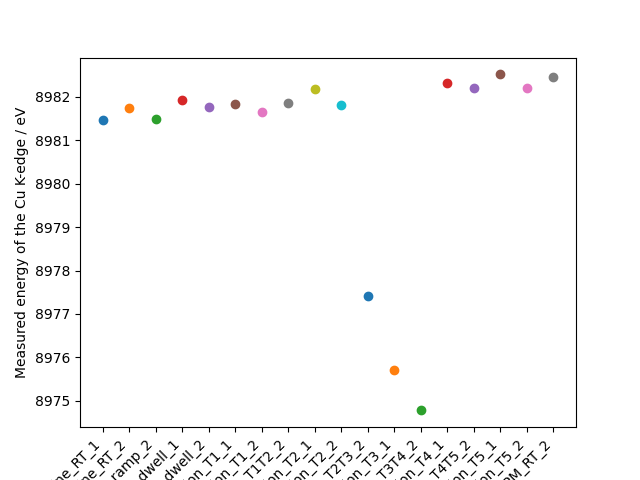 Measured energy of the Cu K-edge / eV
8982
8981
8980
8979
8978
8977
8976
8975
ne_RT_1
ne_RT_2
ramp_2
dwell_1
dwell_2
on_T1_1
on_T1_2
T1T2_2
on_T2_1
on_T2_2
T2T3_2
on_T3_1
T3T4_2
on_T4_1
T4T5_2
on_T5_1
on_T5_2
OM_RT_2